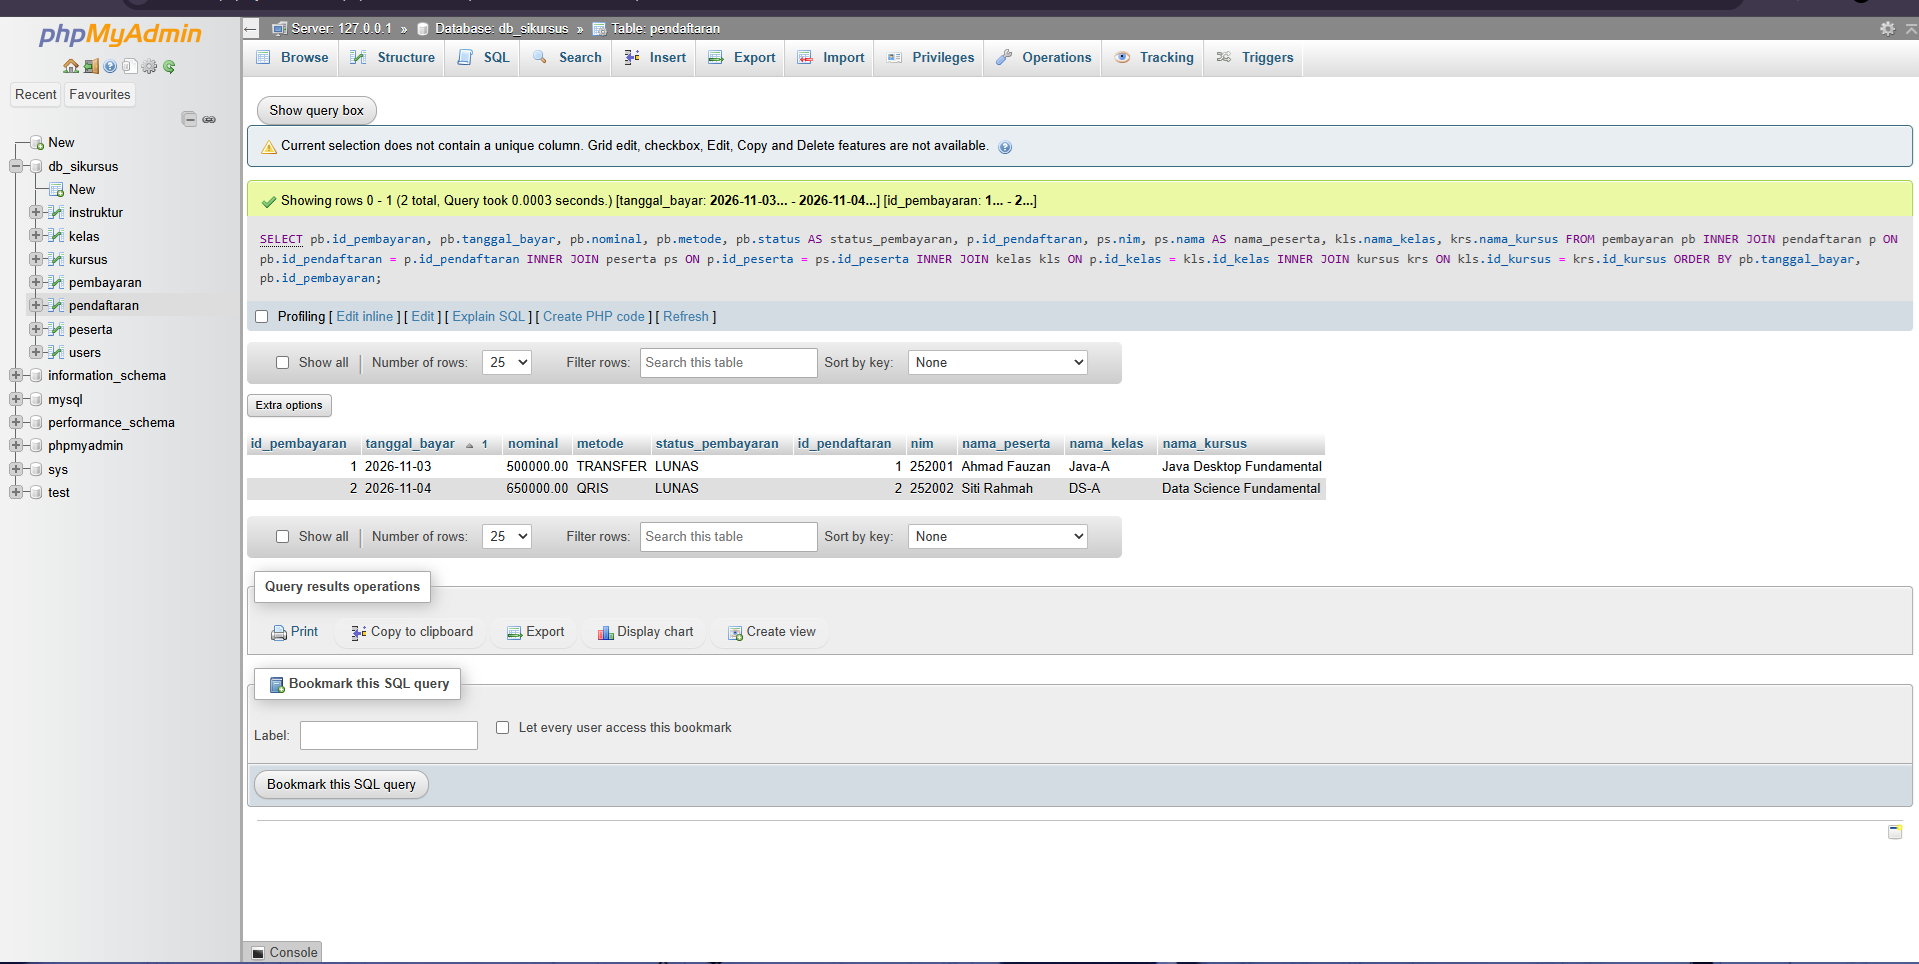 phpMyAdmin
Recent Favourites
New
db_sikursus
New
instruktur
kelas
kursus
pembayaran
pendaftaran
peserta
users
information_schema
mysql
performance_schema
phpmyadmin
sys
test
Server: 127.0.0.1 » Database: db_sikursus » Table: pendaftaran
Browse Structure SQL Search Insert Export Import Privileges Operations Tracking Triggers
Show query box
Current selection does not contain a unique column. Grid edit, checkbox, Edit, Copy and Delete features are not available.
Showing rows 0 - 1 (2 total, Query took 0.0003 seconds.) [tanggal_bayar: 2026-11-03... - 2026-11-04...] [id_pembayaran: 1... - 2...]
SELECT pb.id_pembayaran, pb.tanggal_bayar, pb.nominal, pb.metode, pb.status AS status_pembayaran, p.id_pendaftaran, ps.nim, ps.nama AS nama_peserta, kls.nama_kelas, krs.nama_kursus FROM pembayaran pb INNER JOIN pendaftaran p ON
pb.id_pendaftaran = p.id_pendaftaran INNER JOIN peserta ps ON p.id_peserta = ps.id_peserta INNER JOIN kelas kls ON p.id_kelas = kls.id_kelas INNER JOIN kursus krs ON kls.id_kursus = krs.id_kursus ORDER BY pb.tanggal_bayar,
pb.id_pembayaran;
Profiling [ Edit inline ] [ Edit ] [ Explain SQL ] [ Create PHP code ] [ Refresh ]
Show all Number of rows: 25 Filter rows: Search this table Sort by key: None
Extra options
id_pembayaran tanggal_bayar 1 nominal metode status_pembayaran id_pendaftaran nim nama_peserta nama_kelas nama_kursus
1 2026-11-03 500000.00 TRANSFER LUNAS 1 252001 Ahmad Fauzan Java-A Java Desktop Fundamental
2 2026-11-04 650000.00 QRIS LUNAS 2 252002 Siti Rahmah DS-A Data Science Fundamental
Show all Number of rows: 25 Filter rows: Search this table Sort by key: None
Query results operations
Print Copy to clipboard Export Display chart Create view
Bookmark this SQL query
Label: Let every user access this bookmark
Bookmark this SQL query
Console